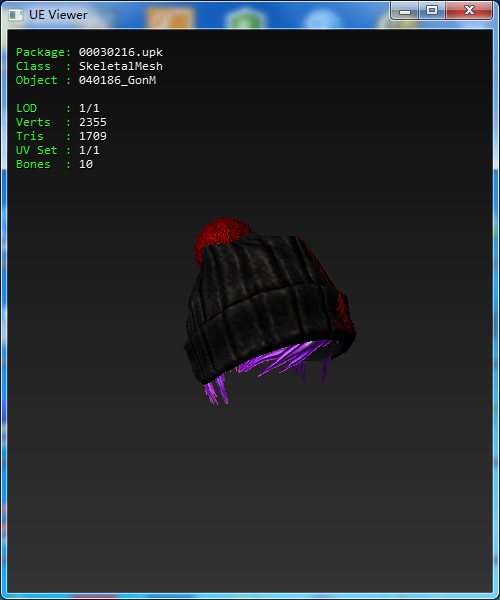 UE Viewer
Package: 00030216.upk
Class : SkeletalMesh
Object : 040186_GonM
LOD : 1/1
Verts : 2355
Tris : 1709
UV Set : 1/1
Bones : 10